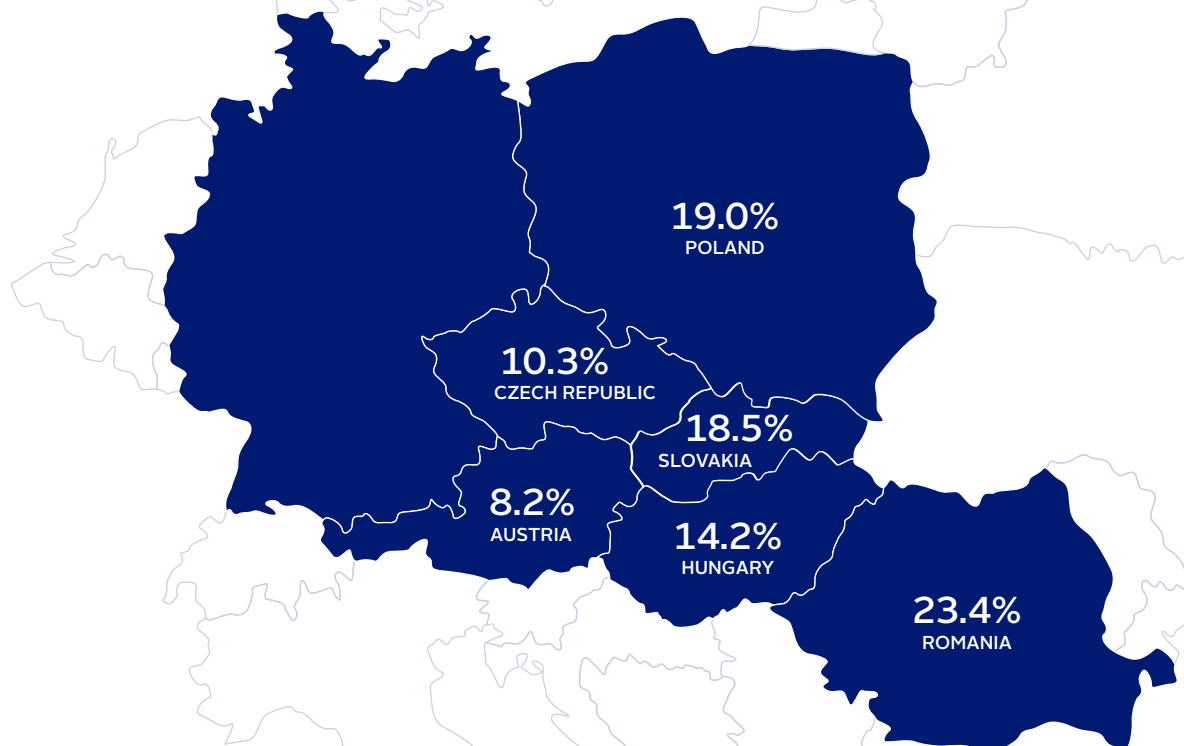 19.0%
POLAND
10.3%
CZECH REPUBLIC
18.5%
SLOVAKIA
8.2%
AUSTRIA
14.2%
HUNGARY
23.4%
ROMANIA